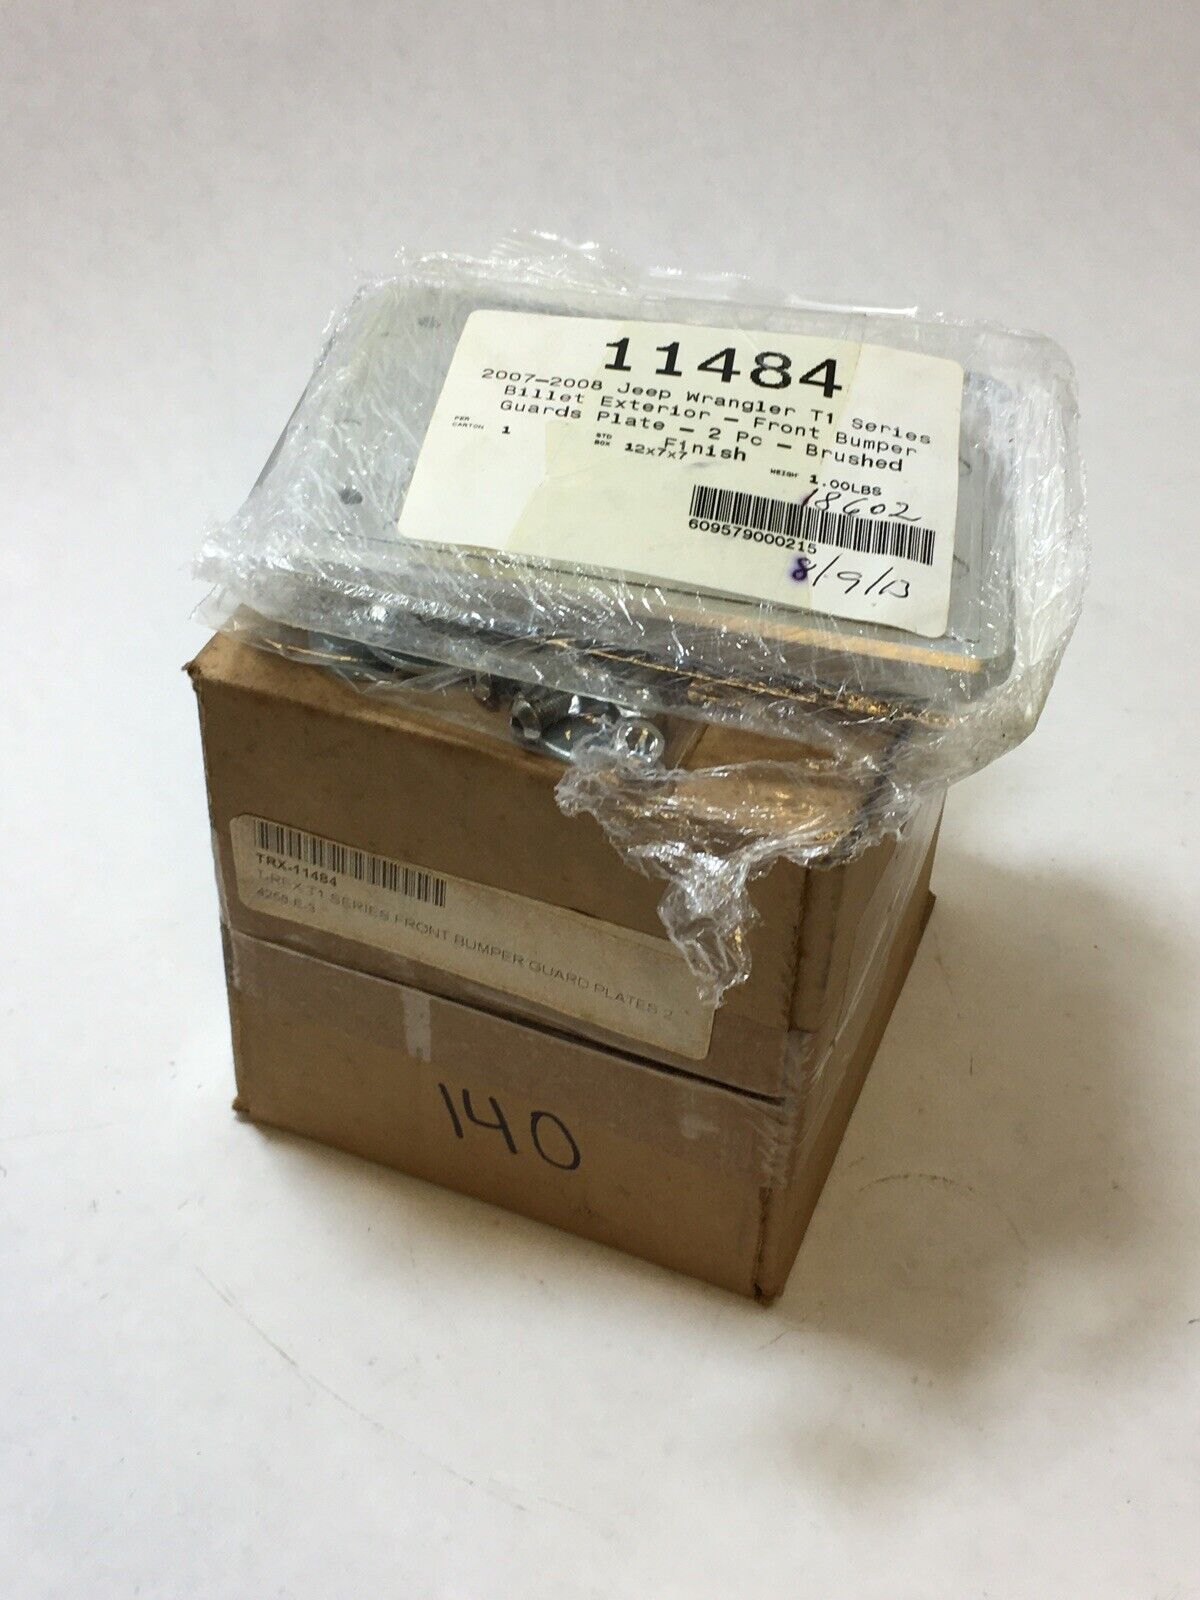 11484
2007-2008 Jeep Wrangler T1 Series
Billet Exterior - Front Bumper
Guards Plate - 2 Pc - Brushed
Finish
PER CARTON 1 STD BOX 12x7x7 WEIGHT 1.00LBS
18602
609579000215
8/9/13
TRX-11484
T-REX T1 SERIES FRONT BUMPER GUARD PLATES 2
4258 E-3
140